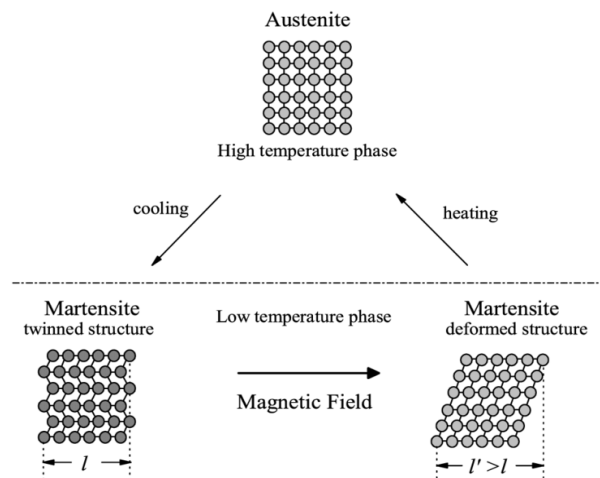 Austenite
High temperature phase
cooling
heating
Martensite
twinned structure
Low temperature phase
Martensite
deformed structure
Magnetic Field
l
l' >l